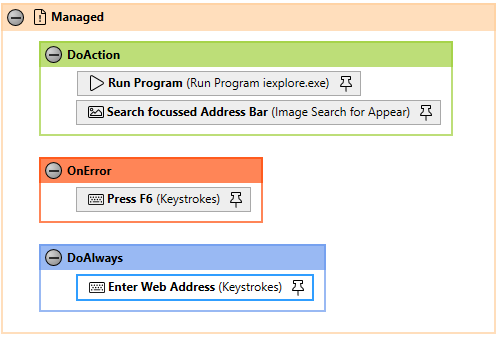 Managed
DoAction
Run Program (Run Program iexplore.exe)
Search focussed Address Bar (Image Search for Appear)
OnError
Press F6 (Keystrokes)
DoAlways
Enter Web Address (Keystrokes)